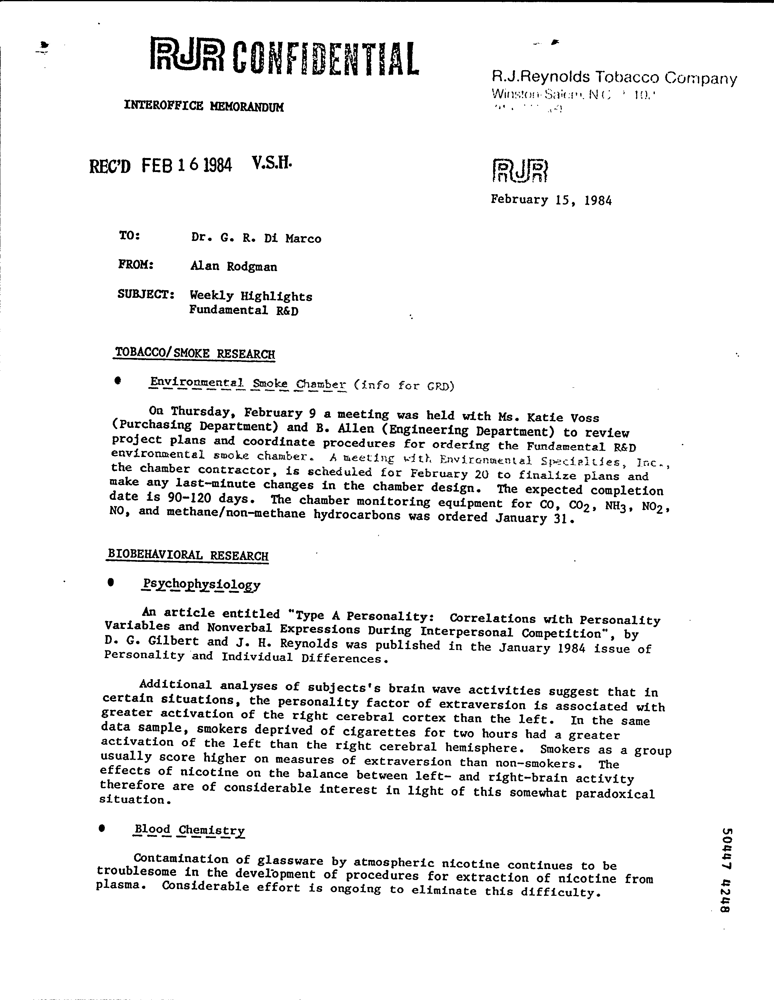 RJR CONFIDENTIAL
R.J.Reynolds Tobacco Company
Winston-Salem, N.C.
INTEROFFICE MEMORANDUM
REC'D FEB 16 1984 V.S.H.
RJR
February 15, 1984
TO: Dr. G. R. Di Marco
FROM: Alan Rodgman
SUBJECT: Weekly Highlights
Fundamental R&D
TOBACCO/SMOKE RESEARCH
● Environmental Smoke Chamber (info for GRD)
On Thursday, February 9 a meeting was held with Ms. Katie Voss
(Purchasing Department) and B. Allen (Engineering Department) to review
project plans and coordinate procedures for ordering the Fundamental R&D
environmental smoke chamber. A meeting with Environmental Specialties, Inc.,
the chamber contractor, is scheduled for February 20 to finalize plans and
make any last-minute changes in the chamber design. The expected completion
date is 90-120 days. The chamber monitoring equipment for CO, CO2, NH3, NO2,
NO, and methane/non-methane hydrocarbons was ordered January 31.
BIOBEHAVIORAL RESEARCH
● Psychophysiology
An article entitled "Type A Personality: Correlations with Personality
Variables and Nonverbal Expressions During Interpersonal Competition", by
D. G. Gilbert and J. H. Reynolds was published in the January 1984 issue of
Personality and Individual Differences.
Additional analyses of subjects's brain wave activities suggest that in
certain situations, the personality factor of extraversion is associated with
greater activation of the right cerebral cortex than the left. In the same
data sample, smokers deprived of cigarettes for two hours had a greater
activation of the left than the right cerebral hemisphere. Smokers as a group
usually score higher on measures of extraversion than non-smokers. The
effects of nicotine on the balance between left- and right-brain activity
therefore are of considerable interest in light of this somewhat paradoxical
situation.
● Blood Chemistry
Contamination of glassware by atmospheric nicotine continues to be
troublesome in the development of procedures for extraction of nicotine from
plasma. Considerable effort is ongoing to eliminate this difficulty.
50447 4248